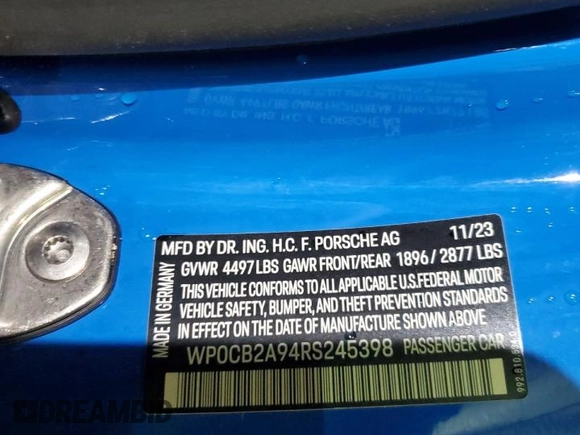 MFD BY DR. ING. H.C. F. PORSCHE AG 11/23
GVWR 4497LBS GAWR FRONT/REAR 1896/2877 LBS
THIS VEHICLE CONFORMS TO ALL APPLICABLE U.S.FEDERAL MOTOR
VEHICLE SAFETY, BUMPER, AND THEFT PREVENTION STANDARDS
IN EFFECT ON THE DATE OF MANUFACTURE SHOWN ABOVE
WP0CB2A94RS245398 PASSENGER CAR
MADE IN GERMANY
DREAMBID